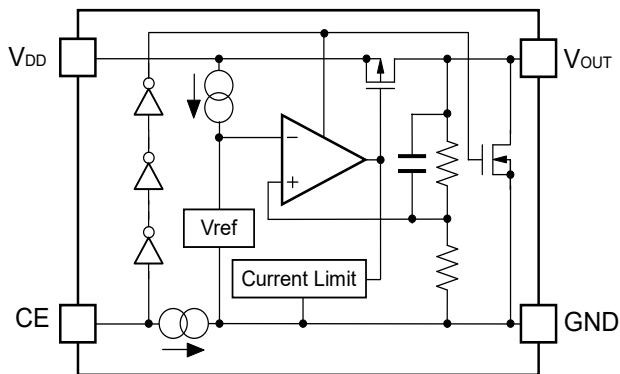 VDD
VOUT
−
+
Vref
Current Limit
CE
GND